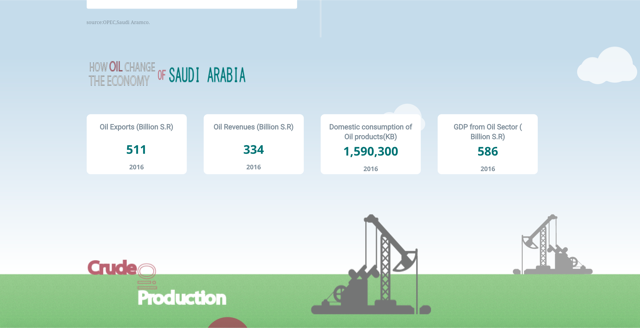 source:OPEC,Saudi Aramco.
HOW OIL CHANGE
THE ECONOMY
OF SAUDI ARABIA
Oil Exports (Billion S.R)
511
2016
Oil Revenues (Billion S.R)
334
2016
Domestic consumption of
Oil products(KB)
1,590,300
2016
GDP from Oil Sector (
Billion S.R)
586
2016
Crude
Production